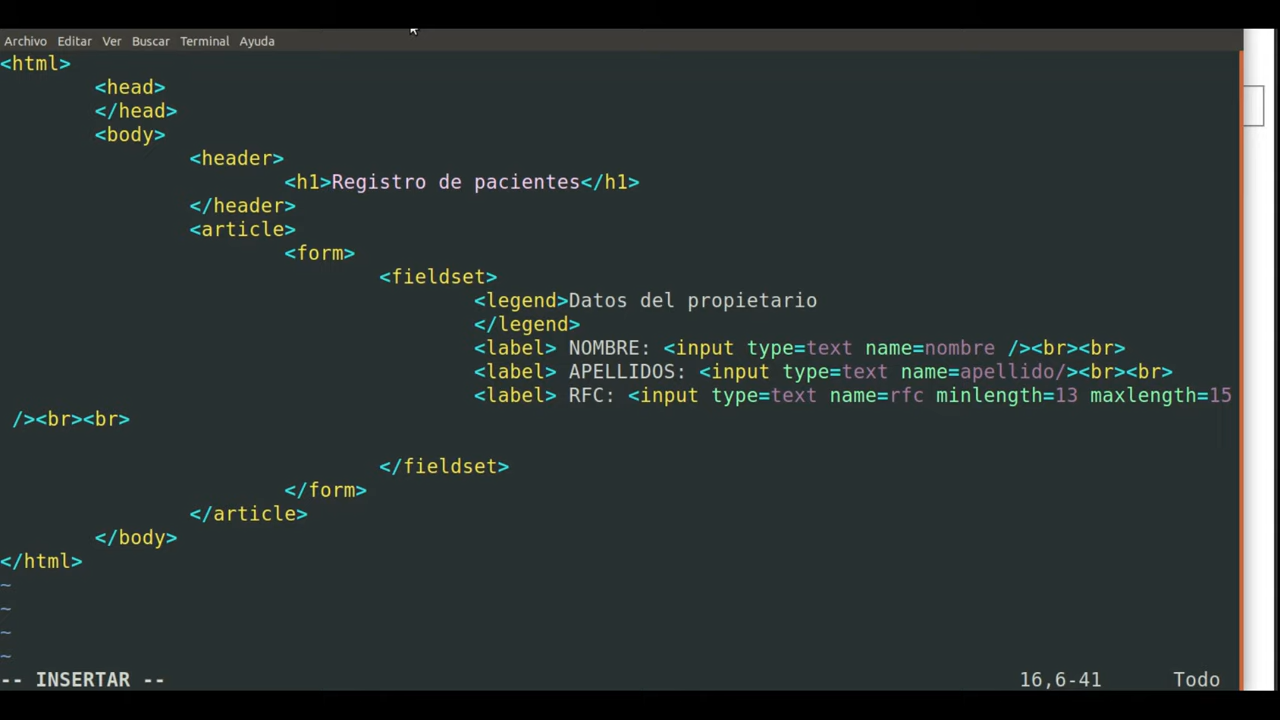 Archivo Editar Ver Buscar Terminal Ayuda
<html>
<head>
</head>
<body>
<header>
<h1>Registro de pacientes</h1>
</header>
<article>
<form>
<fieldset>
<legend>Datos del propietario
</legend>
<label> NOMBRE: <input type=text name=nombre /><br><br>
<label> APELLIDOS: <input type=text name=apellido/><br><br>
<label> RFC: <input type=text name=rfc minlength=13 maxlength=15
/><br><br>
</fieldset>
</form>
</article>
</body>
</html>
~
~
~
~
-- INSERTAR -- 16,6-41 Todo